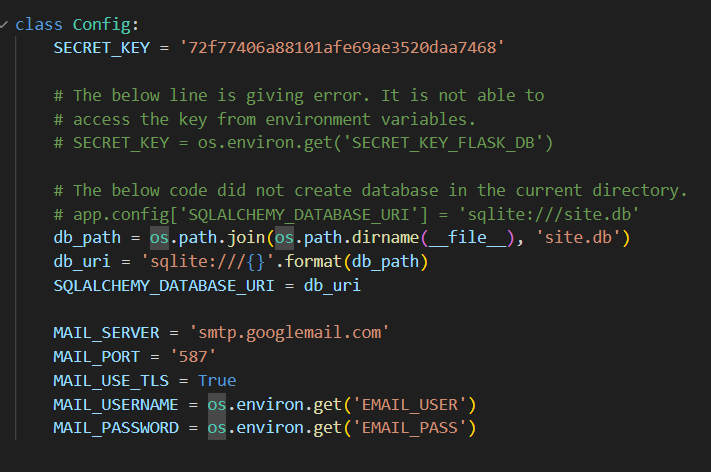 class Config:
SECRET_KEY = '72f77406a88101afe69ae3520daa7468'
# The below line is giving error. It is not able to
# access the key from environment variables.
# SECRET_KEY = os.environ.get('SECRET_KEY_FLASK_DB')
# The below code did not create database in the current directory.
# app.config['SQLALCHEMY_DATABASE_URI'] = 'sqlite:///site.db'
db_path = os.path.join(os.path.dirname(__file__), 'site.db')
db_uri = 'sqlite:///{}'.format(db_path)
SQLALCHEMY_DATABASE_URI = db_uri
MAIL_SERVER = 'smtp.googlemail.com'
MAIL_PORT = '587'
MAIL_USE_TLS = True
MAIL_USERNAME = os.environ.get('EMAIL_USER')
MAIL_PASSWORD = os.environ.get('EMAIL_PASS')